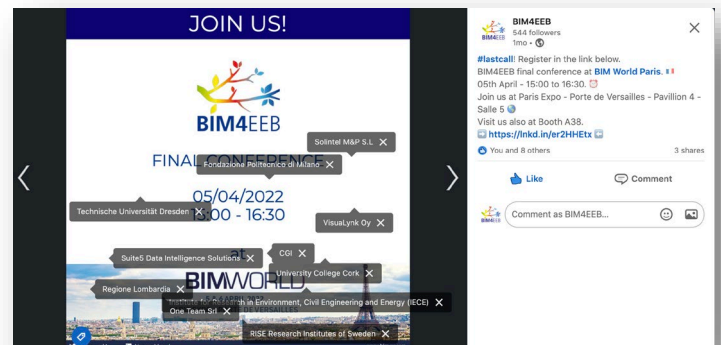 JOIN US!
BIM4EEB
Solintel M&P S.L
FINAL CONFERENCE
Fondazione Politecnico di Milano
05/04/2022
Technische Universität Dresden
15:00 - 16:30
VisuaLynk Oy
at
Suite5 Data Intelligence Solutions
CGI
University College Cork
BIMWORLD
Regione Lombardia
Institute for Research in Environment, Civil Engineering and Energy (IECE)
One Team Srl
DE VERSAILLES
RISE Research Institutes of Sweden
BIM4EEB
544 followers
1mo •
#lastcall! Register in the link below.
BIM4EEB final conference at BIM World Paris.
05th April - 15:00 to 16:30.
Join us at Paris Expo - Porte de Versailles - Pavillion 4 -
Salle 5
Visit us also at Booth A38.
https://lnkd.in/er2HHEtx
You and 8 others
3 shares
Like
Comment
Comment as BIM4EEB...